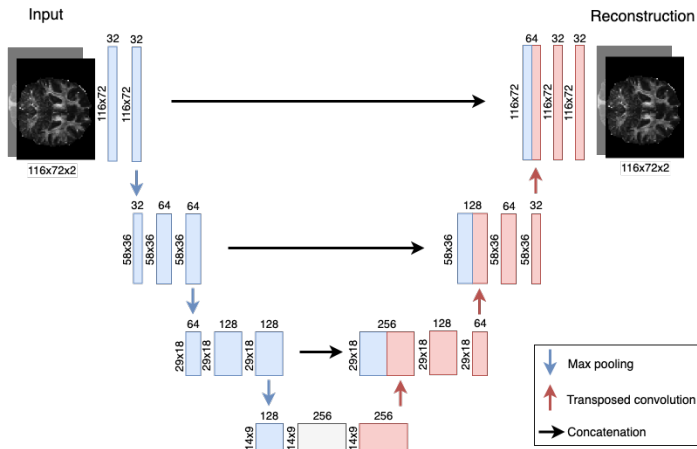 Input
Reconstruction
32 32
64 32 32
116x72 116x72
116x72 116x72 116x72
116x72x2
116x72x2
32 64 64
128 64 32
58x36 58x36 58x36
58x36 58x36 58x36
64 128 128
256 128 64
29x18 29x18 29x18
29x18 29x18 29x18
128 256 256
14x9 14x9 14x9
Max pooling
Transposed convolution
Concatenation